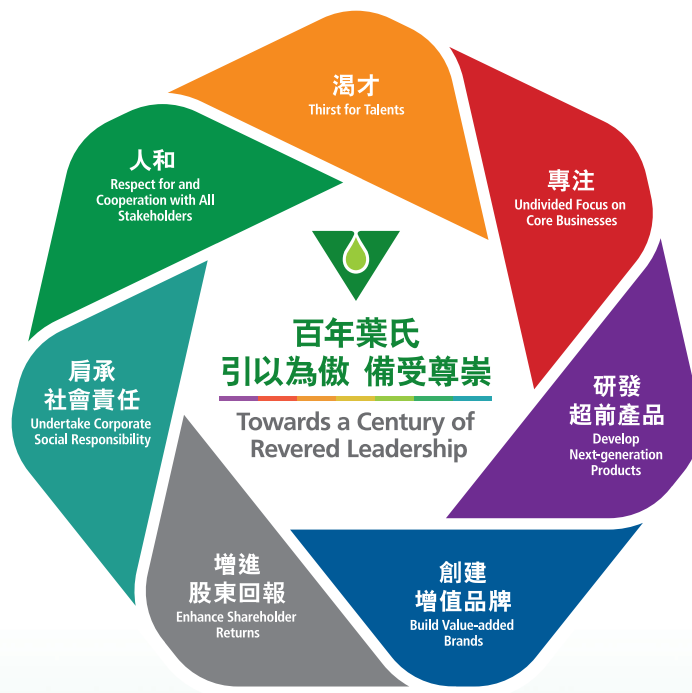 渴才
Thirst for Talents
專注
Undivided Focus on
Core Businesses
研發
超前產品
Develop
Next-generation
Products
創建
增值品牌
Build Value-added
Brands
增進
股東回報
Enhance Shareholder
Returns
肩承
社會責任
Undertake Corporate
Social Responsibility
人和
Respect for and
Cooperation with All
Stakeholders
百年葉氏
引以為傲 備受尊崇
Towards a Century of
Revered Leadership